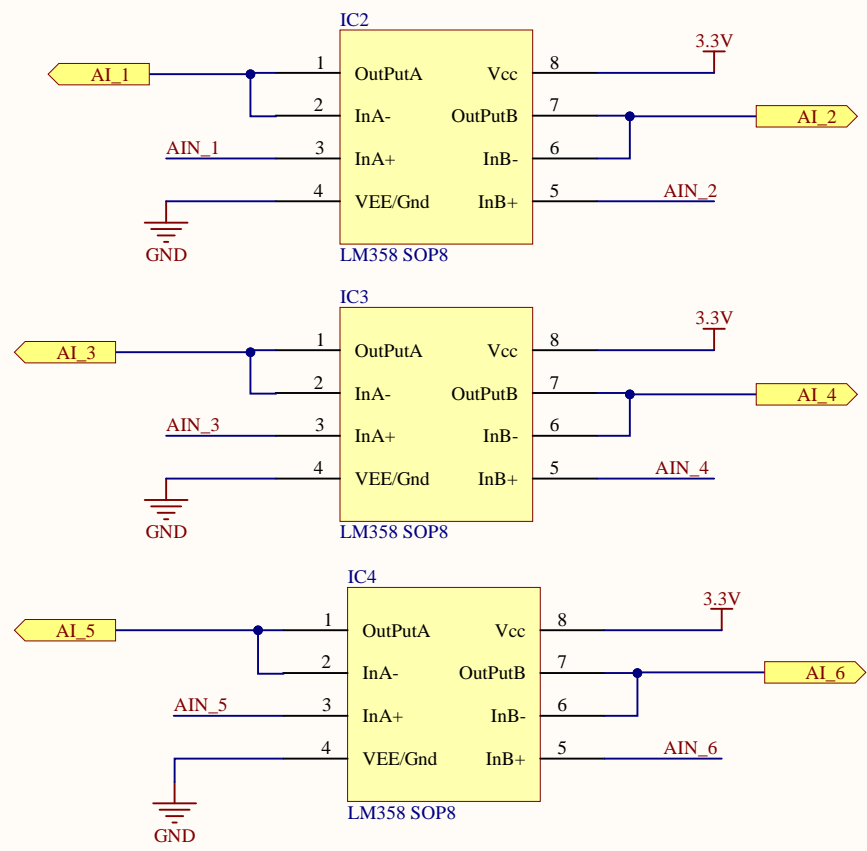 IC2
3.3V
AI_1 1 OutPutA Vcc 8
2 InA- OutPutB 7 AI_2
AIN_1 3 InA+ InB- 6
4 VEE/Gnd InB+ 5 AIN_2
GND LM358 SOP8
IC3
3.3V
AI_3 1 OutPutA Vcc 8
2 InA- OutPutB 7 AI_4
AIN_3 3 InA+ InB- 6
4 VEE/Gnd InB+ 5 AIN_4
GND LM358 SOP8
IC4
3.3V
AI_5 1 OutPutA Vcc 8
2 InA- OutPutB 7 AI_6
AIN_5 3 InA+ InB- 6
4 VEE/Gnd InB+ 5 AIN_6
LM358 SOP8
GND